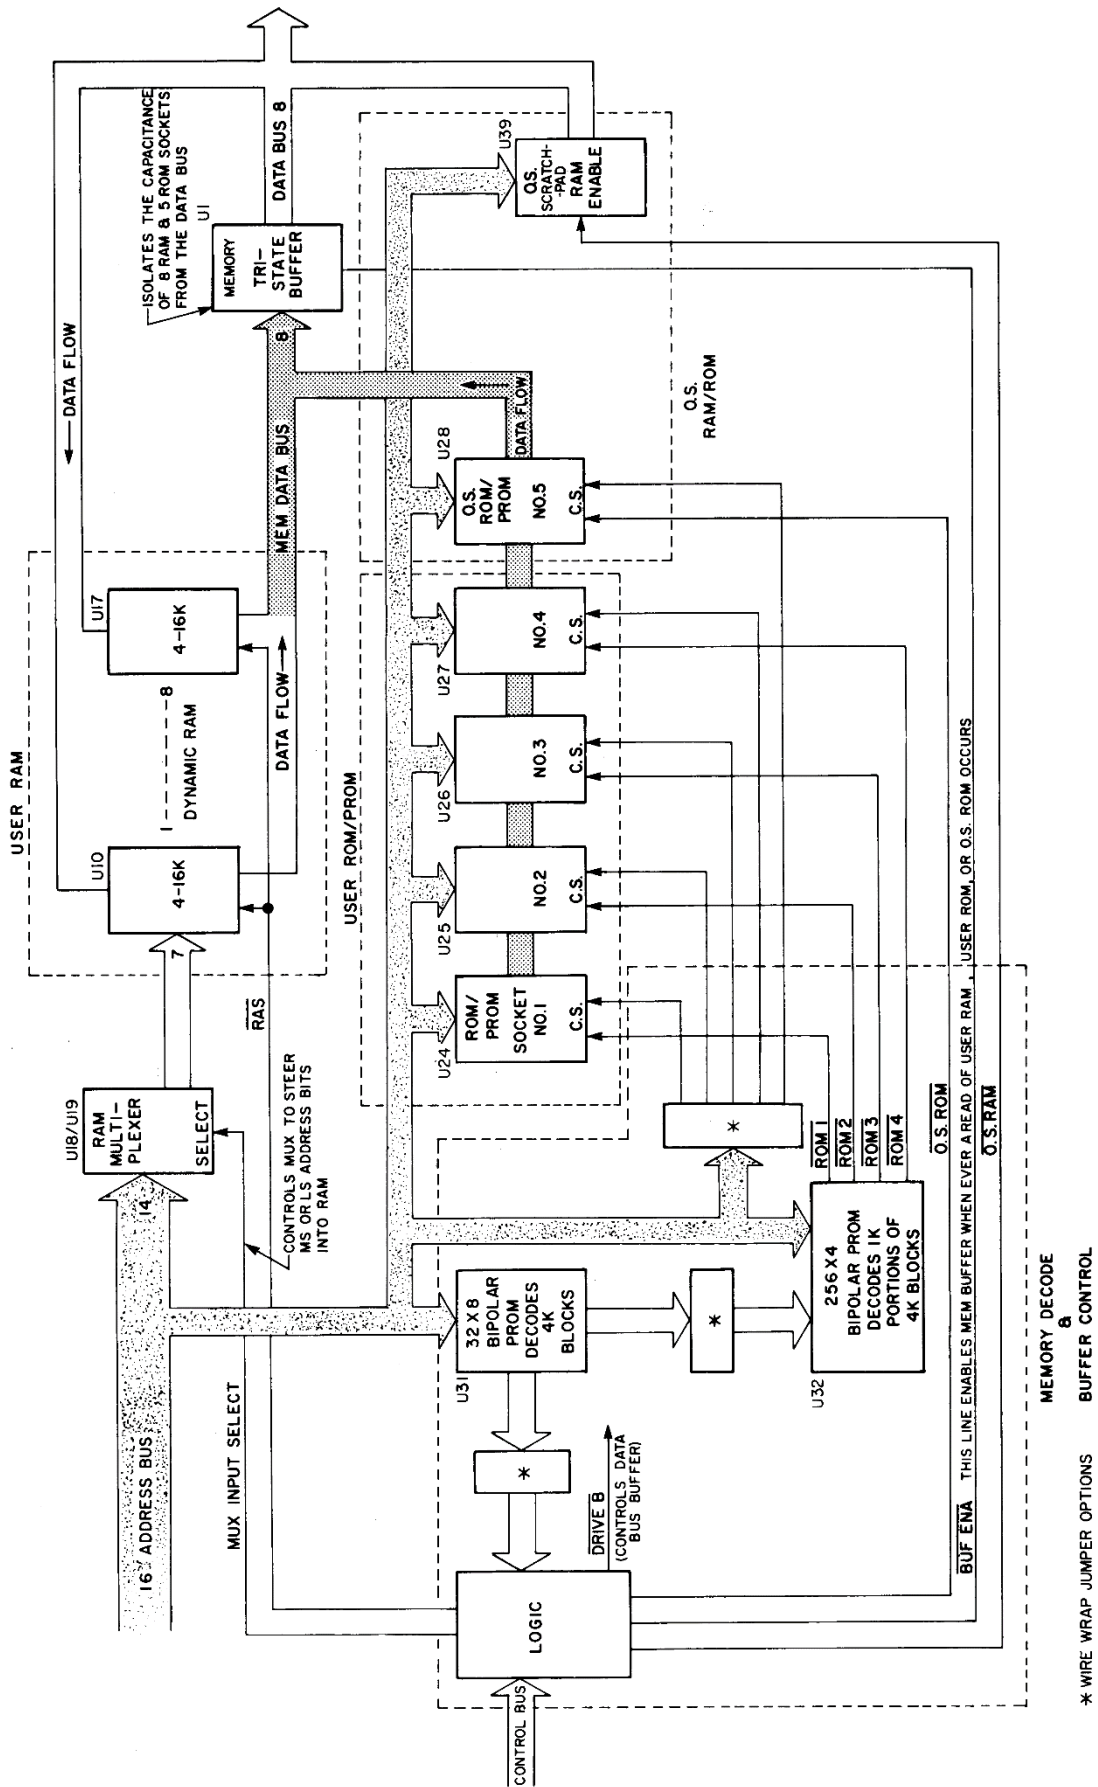 USER RAM
DATA FLOW
ISOLATES THE CAPACITANCE
OF 8 RAM & 5 ROM SOCKETS
FROM THE DATA BUS
16 ADDRESS BUS
14
U18/U19
RAM
MULTI-
PLEXER
SELECT
7
U10
4-16K
1 ------ 8
DYNAMIC RAM
U17
4-16K
MUX INPUT SELECT
CONTROLS MUX TO STEER
MS OR LS ADDRESS BITS
INTO RAM
RAS
DATA FLOW
MEM DATA BUS
8
U1
MEMORY
TRI-
STATE
BUFFER
DATA BUS 8
USER ROM/PROM
U24
ROM/
PROM
SOCKET
NO.1
C.S.
U25
NO.2
C.S.
U26
NO.3
C.S.
U27
NO.4
C.S.
U28
O.S.
ROM/
PROM
NO.5
C.S.
DATA FLOW
U39
O.S.
SCRATCH-
-PAD
RAM
ENABLE
O.S.
RAM/ROM
CONTROL BUS
LOGIC
*
DRIVE B
(CONTROLS DATA
BUS BUFFER)
U31
32 X 8
BIPOLAR
PROM
DECODES
4K
BLOCKS
*
*
U32
256 X 4
BIPOLAR PROM
DECODES 1K
PORTIONS OF
4K BLOCKS
ROM 1
ROM 2
ROM 3
ROM 4
O.S. ROM
BUF ENA THIS LINE ENABLES MEM BUFFER WHEN EVER A READ OF USER RAM, USER ROM, OR O.S. ROM OCCURS
O.S. RAM
MEMORY DECODE
&
BUFFER CONTROL
* WIRE WRAP JUMPER OPTIONS